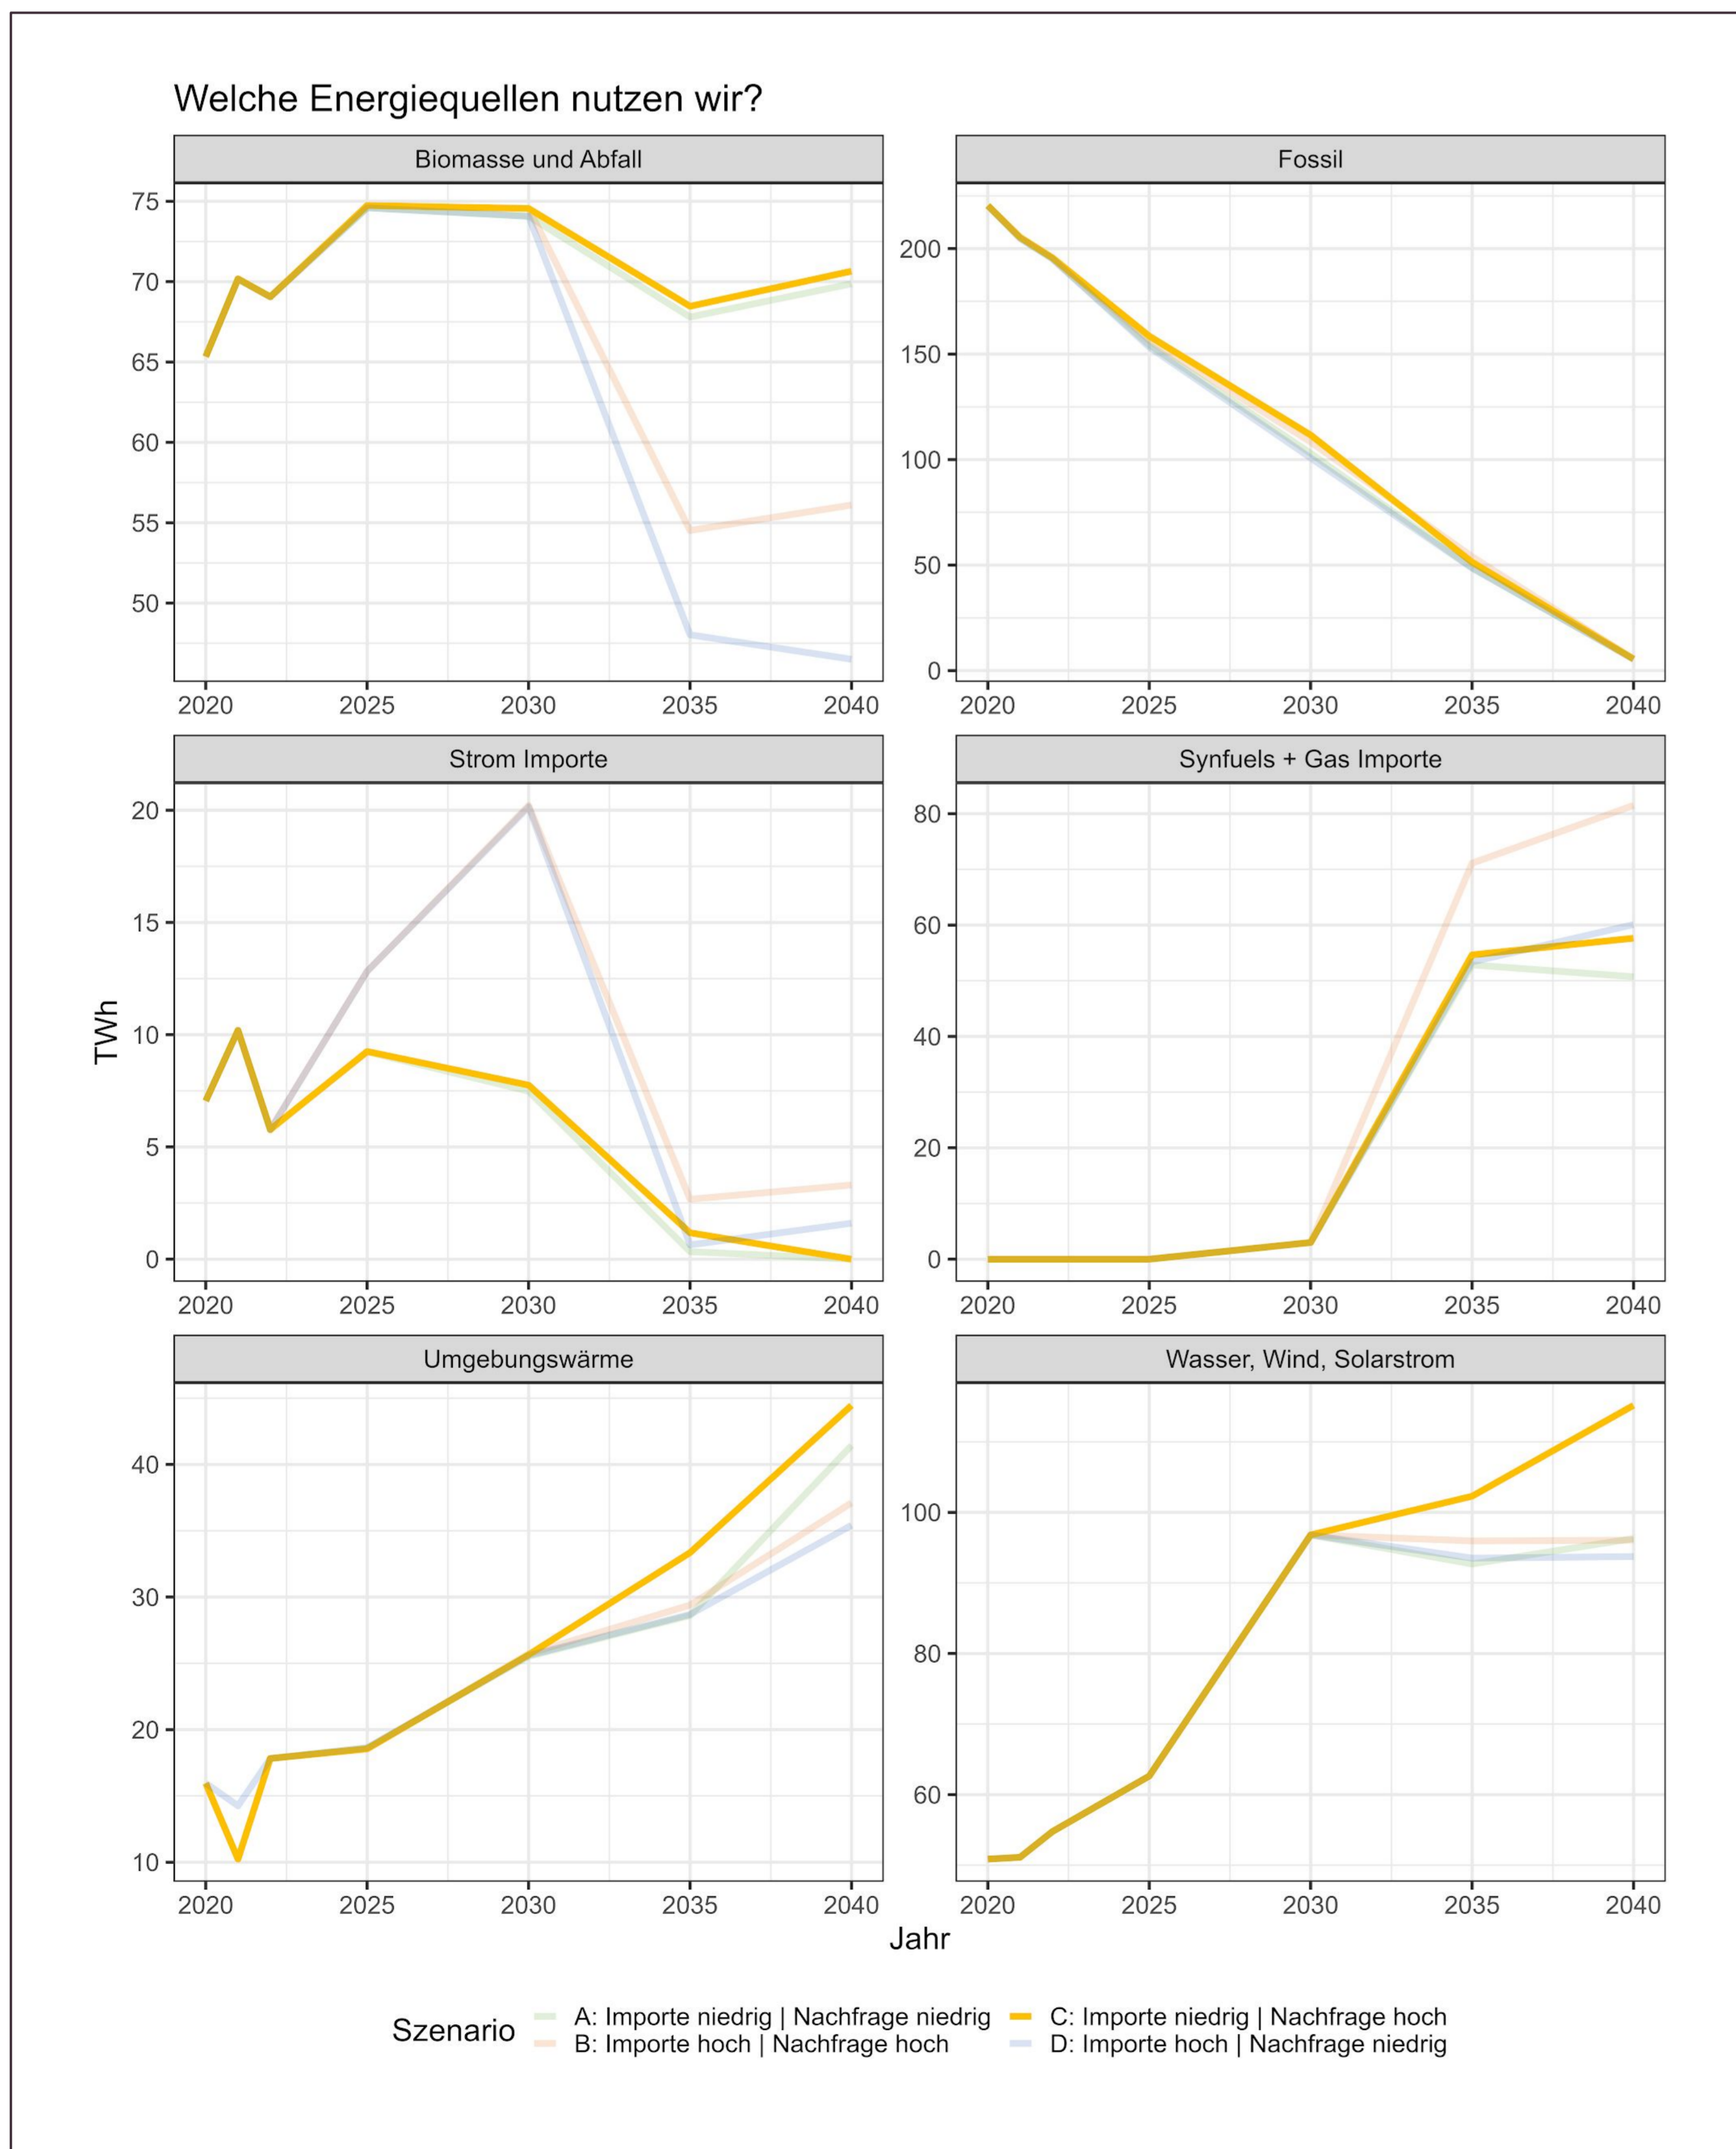 Welche Energiequellen nutzen wir?
Biomasse und Abfall
75
70
65
60
55
50
2020 2025 2030 2035 2040
Fossil
200
150
100
50
0
2020 2025 2030 2035 2040
Strom Importe
20
15
10
5
0
2020 2025 2030 2035 2040
Synfuels + Gas Importe
80
60
40
20
0
2020 2025 2030 2035 2040
TWh
Umgebungswärme
40
30
20
10
2020 2025 2030 2035 2040
Wasser, Wind, Solarstrom
100
80
60
2020 2025 2030 2035 2040
Jahr
Szenario
A: Importe niedrig | Nachfrage niedrig
B: Importe hoch | Nachfrage hoch
C: Importe niedrig | Nachfrage hoch
D: Importe hoch | Nachfrage niedrig